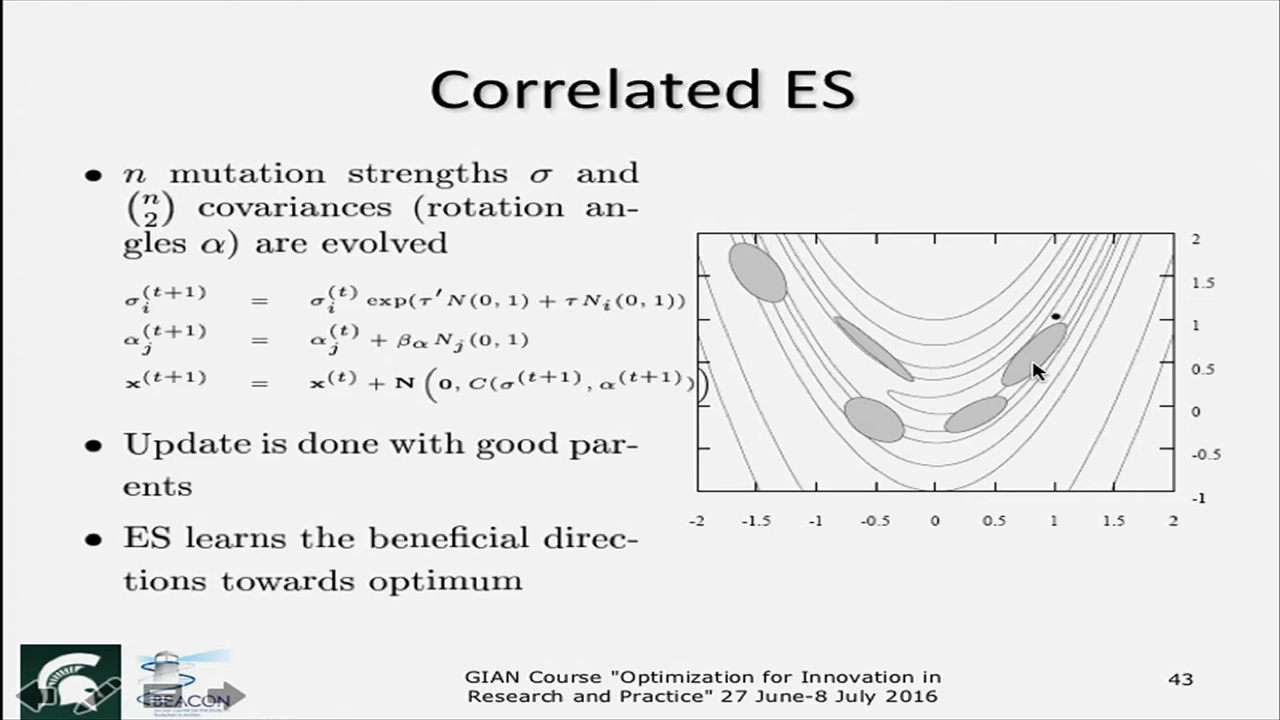 Correlated ES
• n mutation strengths σ and
(n 2) covariances (rotation an-
gles α) are evolved
σ_i^(t+1) = σ_i^(t) exp(τ′N(0, 1) + τN_i(0, 1))
α_j^(t+1) = α_j^(t) + β_α N_j(0, 1)
x^(t+1) = x^(t) + N(0, C(σ^(t+1), α^(t+1)))
• Update is done with good par-
ents
• ES learns the beneficial direc-
tions towards optimum
2
1.5
1
0.5
0
-0.5
-1
-2 -1.5 -1 -0.5 0 0.5 1 1.5 2
BEACON
GIAN Course "Optimization for Innovation in
Research and Practice" 27 June-8 July 2016
43